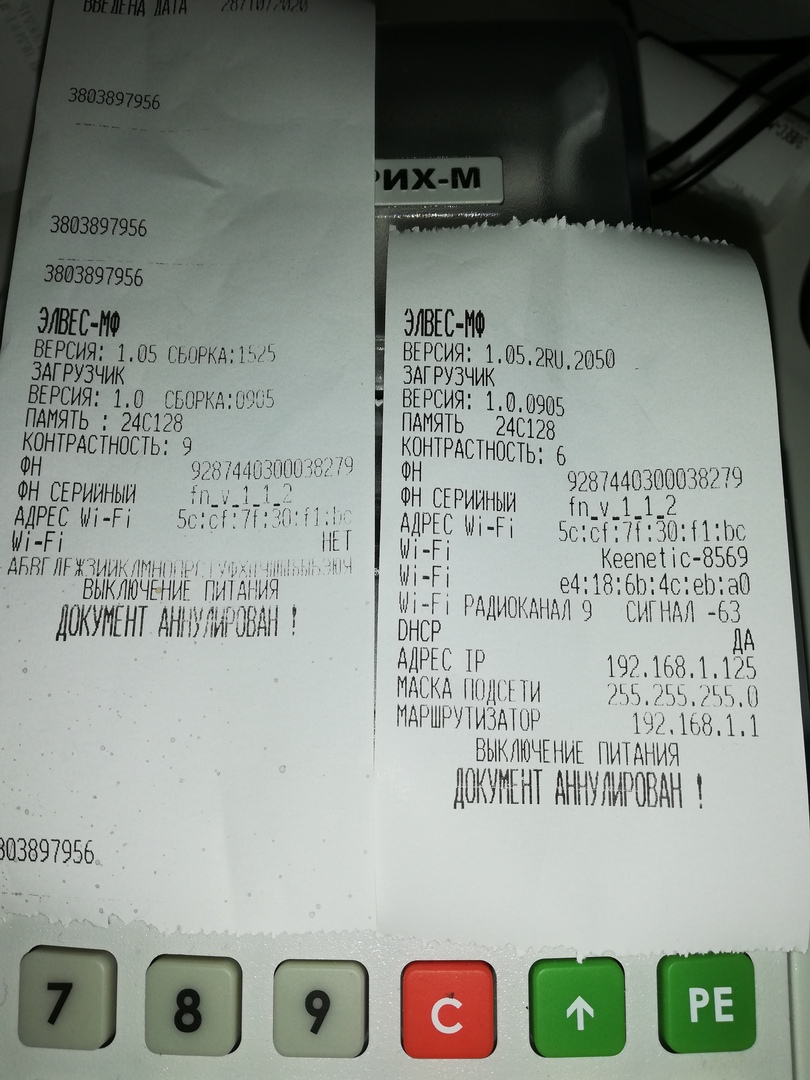 ВВЕДЕНА ДАТА 28/10/2020
3803897956
3803897956
3803897956
ЭЛВЕС-МФ
ВЕРСИЯ: 1.05 СБОРКА:1525
ЗАГРУЗЧИК
ВЕРСИЯ: 1.0 СБОРКА:0905
ПАМЯТЬ : 24C128
КОНТРАСТНОСТЬ: 9
ФН 9287440300038279
ФН СЕРИЙНЫЙ fn_v_1_1_2
АДРЕС Wi-Fi 5c:cf:7f:30:f1:bc
Wi-Fi НЕТ
ВЫКЛЮЧЕНИЕ ПИТАНИЯ
ДОКУМЕНТ АННУЛИРОВАН !
803897956
РИХ-М
ЭЛВЕС-МФ
ВЕРСИЯ: 1.05.2RU.2050
ЗАГРУЗЧИК
ВЕРСИЯ: 1.0.0905
ПАМЯТЬ 24C128
КОНТРАСТНОСТЬ: 6
ФН 9287440300038279
ФН СЕРИЙНЫЙ fn_v_1_1_2
АДРЕС Wi-Fi 5c:cf:7f:30:f1:bc
Wi-Fi Keenetic-8569
Wi-Fi e4:18:6b:4c:eb:a0
Wi-Fi РАДИОКАНАЛ 9 СИГНАЛ -63
DHCP ДА
АДРЕС IP 192.168.1.125
МАСКА ПОДСЕТИ 255.255.255.0
МАРШРУТИЗАТОР 192.168.1.1
ВЫКЛЮЧЕНИЕ ПИТАНИЯ
ДОКУМЕНТ АННУЛИРОВАН !
7 8 9 C ↑ РЕ